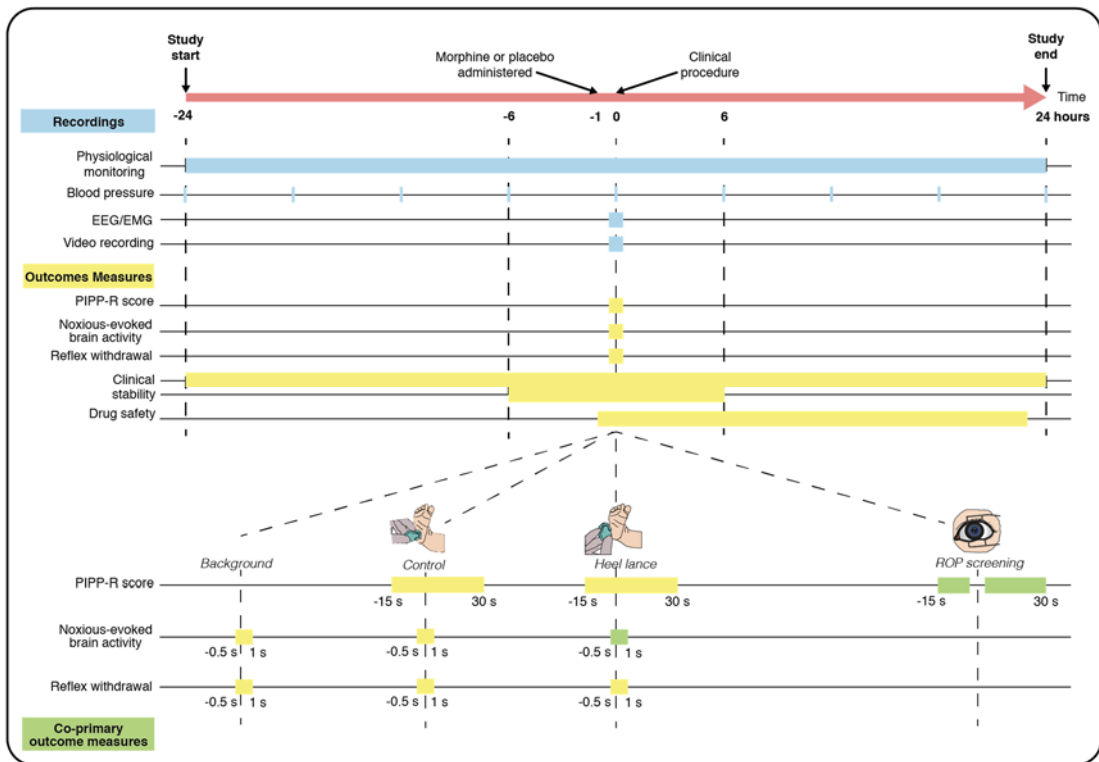 Study start
Morphine or placebo administered
Clinical procedure
Study end
Time
-24
-6
-1
0
6
24 hours
Recordings
Physiological monitoring
Blood pressure
EEG/EMG
Video recording
Outcomes Measures
PIPP-R score
Noxious-evoked brain activity
Reflex withdrawal
Clinical stability
Drug safety
Background
Control
Heel lance
ROP screening
PIPP-R score
-15 s
30 s
-15 s
30 s
-15 s
30 s
Noxious-evoked brain activity
-0.5 s
1 s
-0.5 s
1 s
-0.5 s
1 s
Reflex withdrawal
-0.5 s
1 s
-0.5 s
1 s
-0.5 s
1 s
Co-primary outcome measures